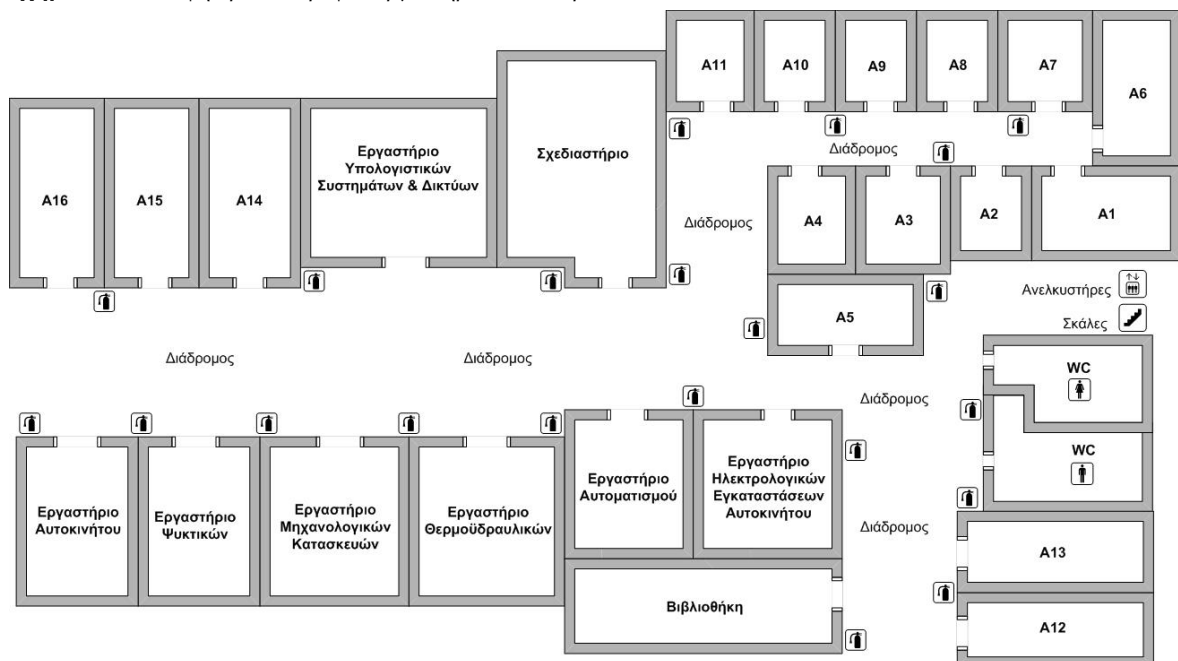 A11
A10
A9
A8
A7
A6
Διάδρομος
Εργαστήριο
Υπολογιστικών
Συστημάτων & Δικτύων
Σχεδιαστήριο
A16
A15
A14
Διάδρομος
A4
A3
A2
A1
Ανελκυστήρες
A5
Σκάλες
Διάδρομος
Διάδρομος
WC
Διάδρομος
WC
Εργαστήριο
Αυτοκινήτου
Εργαστήριο
Ψυκτικών
Εργαστήριο
Μηχανολογικών
Κατασκευών
Εργαστήριο
Θερμοϋδραυλικών
Εργαστήριο
Αυτοματισμού
Εργαστήριο
Ηλεκτρολογικών
Εγκαταστάσεων
Αυτοκινήτου
Διάδρομος
A13
Βιβλιοθήκη
A12